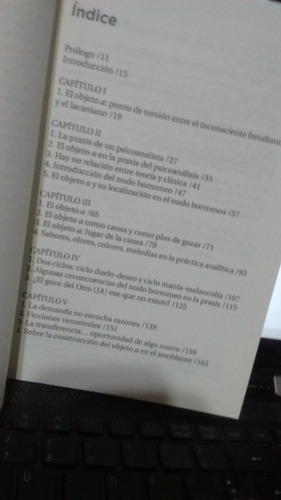 Índice
Prólogo /11
Introducción /15
CAPÍTULO I
1. El objeto a: punto de torsión entre el inconsciente freudiano
y el lacaniano /19
CAPÍTULO II
1. La praxis de un psicoanalista /27
2. El objeto a en la praxis del psicoanálisis /33
3. Hay no relación entre teoría y clínica /41
4. Introducción del nudo borromeo /47
5. El objeto a y su localización en el nudo borromeo /57
CAPÍTULO III
1. El objeto a /65
2. El objeto a como causa y como plus de gozar /71
3. El objeto a: lugar de la causa /79
4. Sabores, olores, colores, melodías en la práctica analítica /93
CAPÍTULO IV
1. Dos ciclos: ciclo duelo-deseo y ciclo manía-melancolía /107
2. Algunas consecuencias del nudo borromeo en la praxis /115
3. ¡El goce del Otro (JA) ese que no existe! /125
CAPÍTULO V
1. La demanda no escucha razones /139
2. Ficciones verosímiles /151
3. La transferencia... oportunidad de algo nuevo /159
4. Sobre la construcción del objeto a en el semblante /165